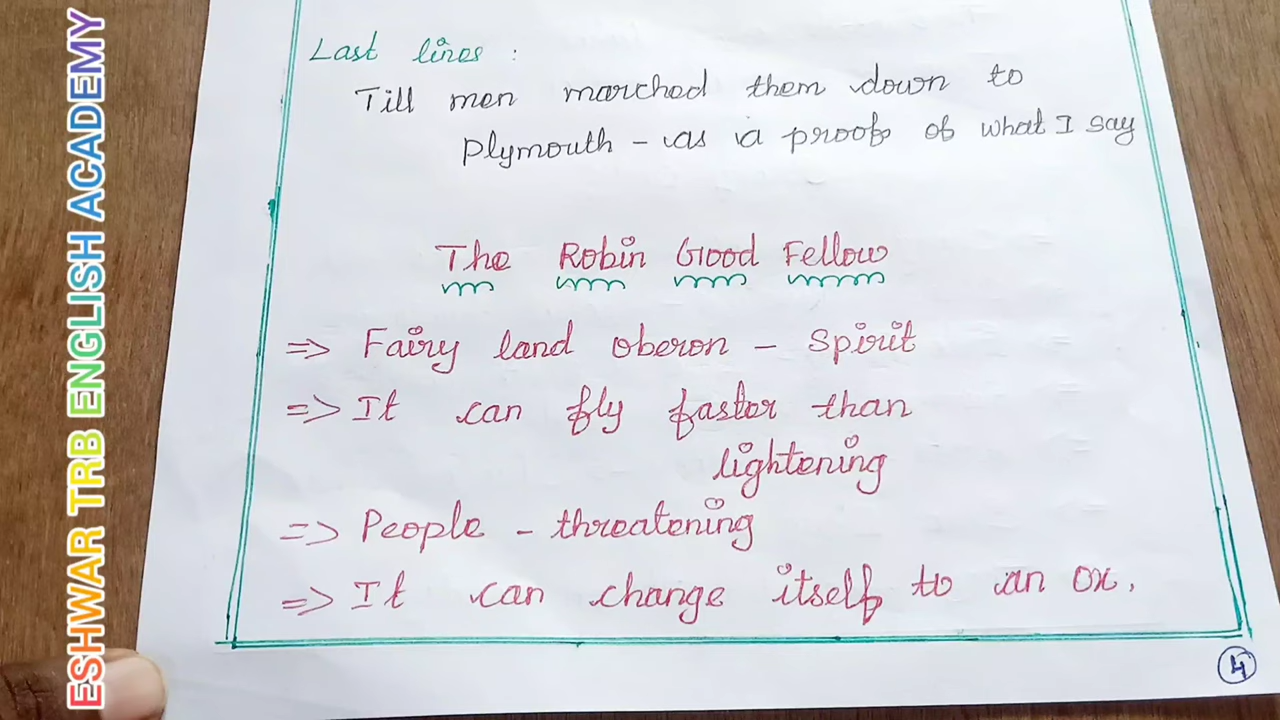 ESHWAR TRB ENGLISH ACADEMY
Last lines :
Till men marched them down to
Plymouth - as a proof of what I say
The Robin Good Fellow
=> Fairy land oberon - Spirit
=> It can fly faster than
lightening
=> People - threatening
=> It can change itself to an ox.
4